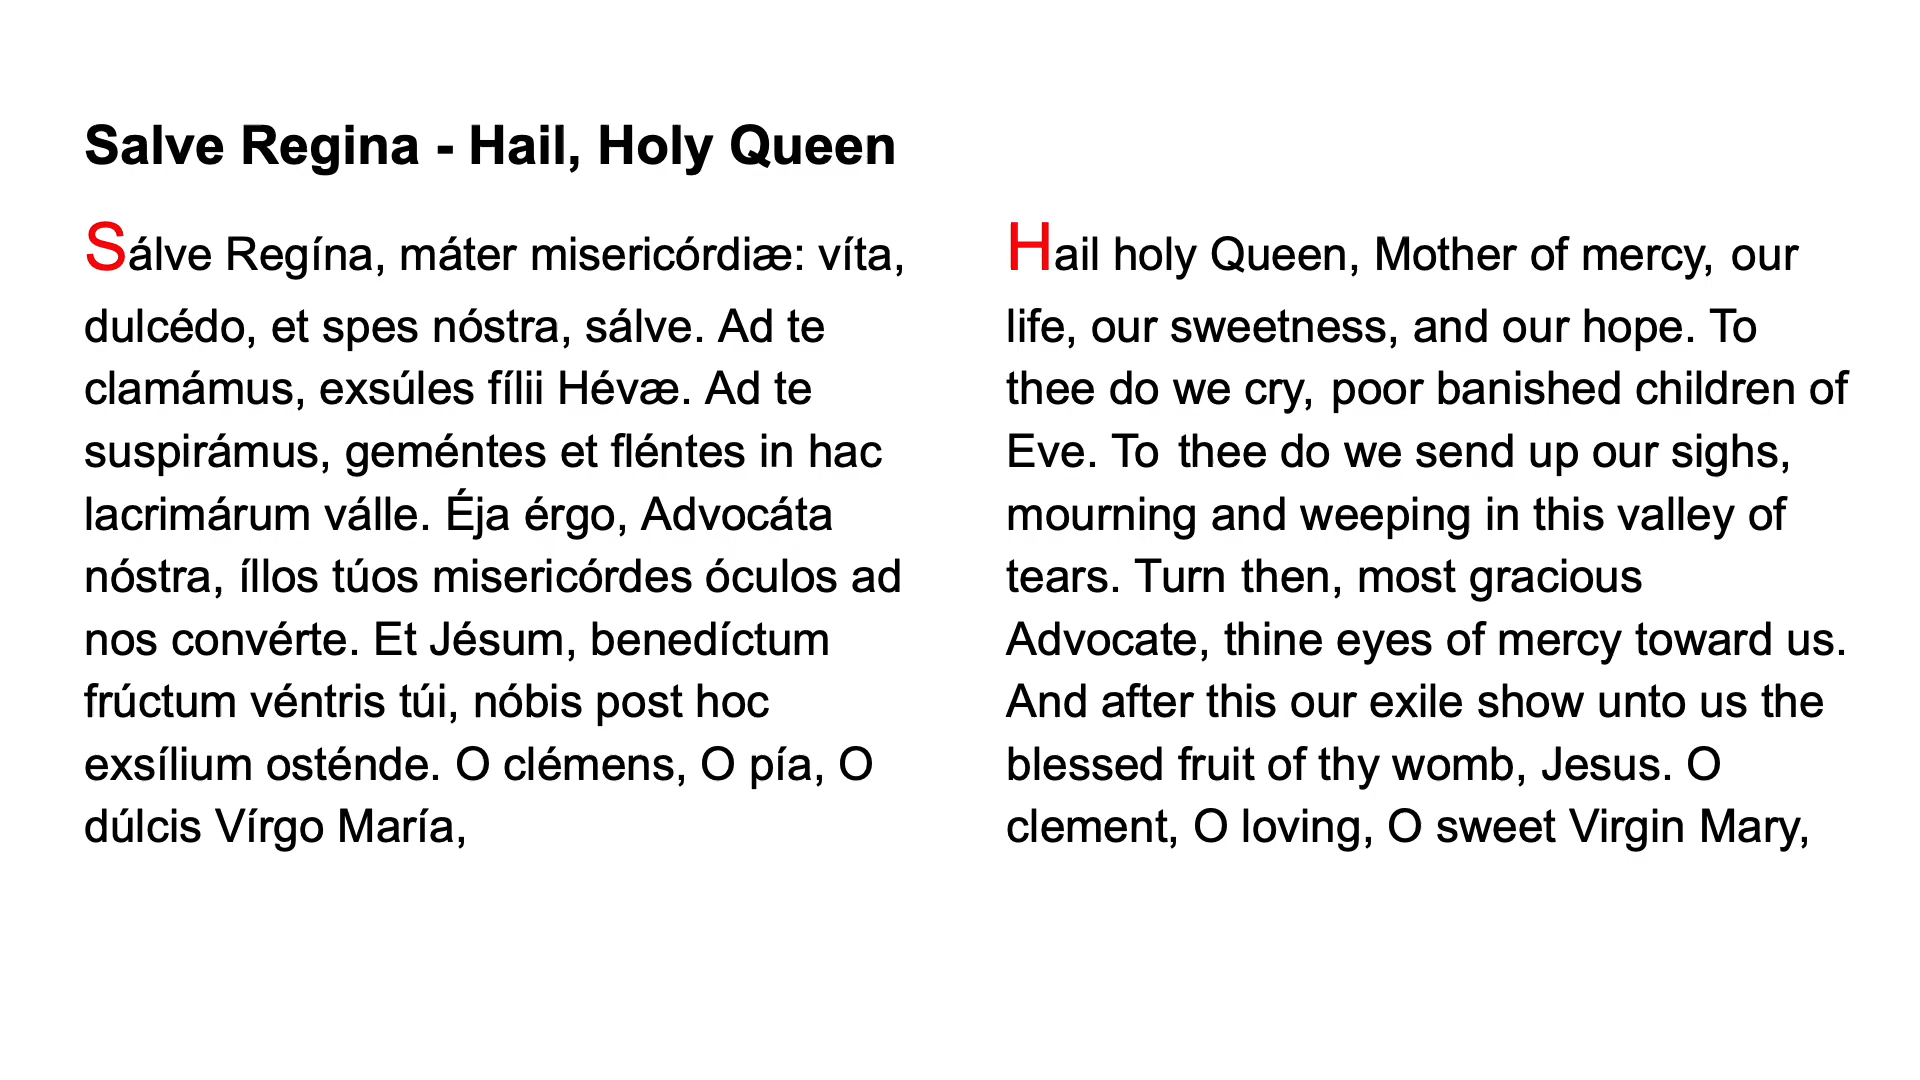 Salve Regina - Hail, Holy Queen
Sálve Regína, máter misericórdiæ: víta,
dulcédo, et spes nóstra, sálve. Ad te
clamámus, exsúles fílii Hévæ. Ad te
suspirámus, geméntes et fléntes in hac
lacrimárum válle. Éja érgo, Advocáta
nóstra, íllos túos misericórdes óculos ad
nos convérte. Et Jésum, benedíctum
frúctum véntris túi, nóbis post hoc
exsílium osténde. O clémens, O pía, O
dúlcis Vírgo María,
Hail holy Queen, Mother of mercy, our
life, our sweetness, and our hope. To
thee do we cry, poor banished children of
Eve. To thee do we send up our sighs,
mourning and weeping in this valley of
tears. Turn then, most gracious
Advocate, thine eyes of mercy toward us.
And after this our exile show unto us the
blessed fruit of thy womb, Jesus. O
clement, O loving, O sweet Virgin Mary,